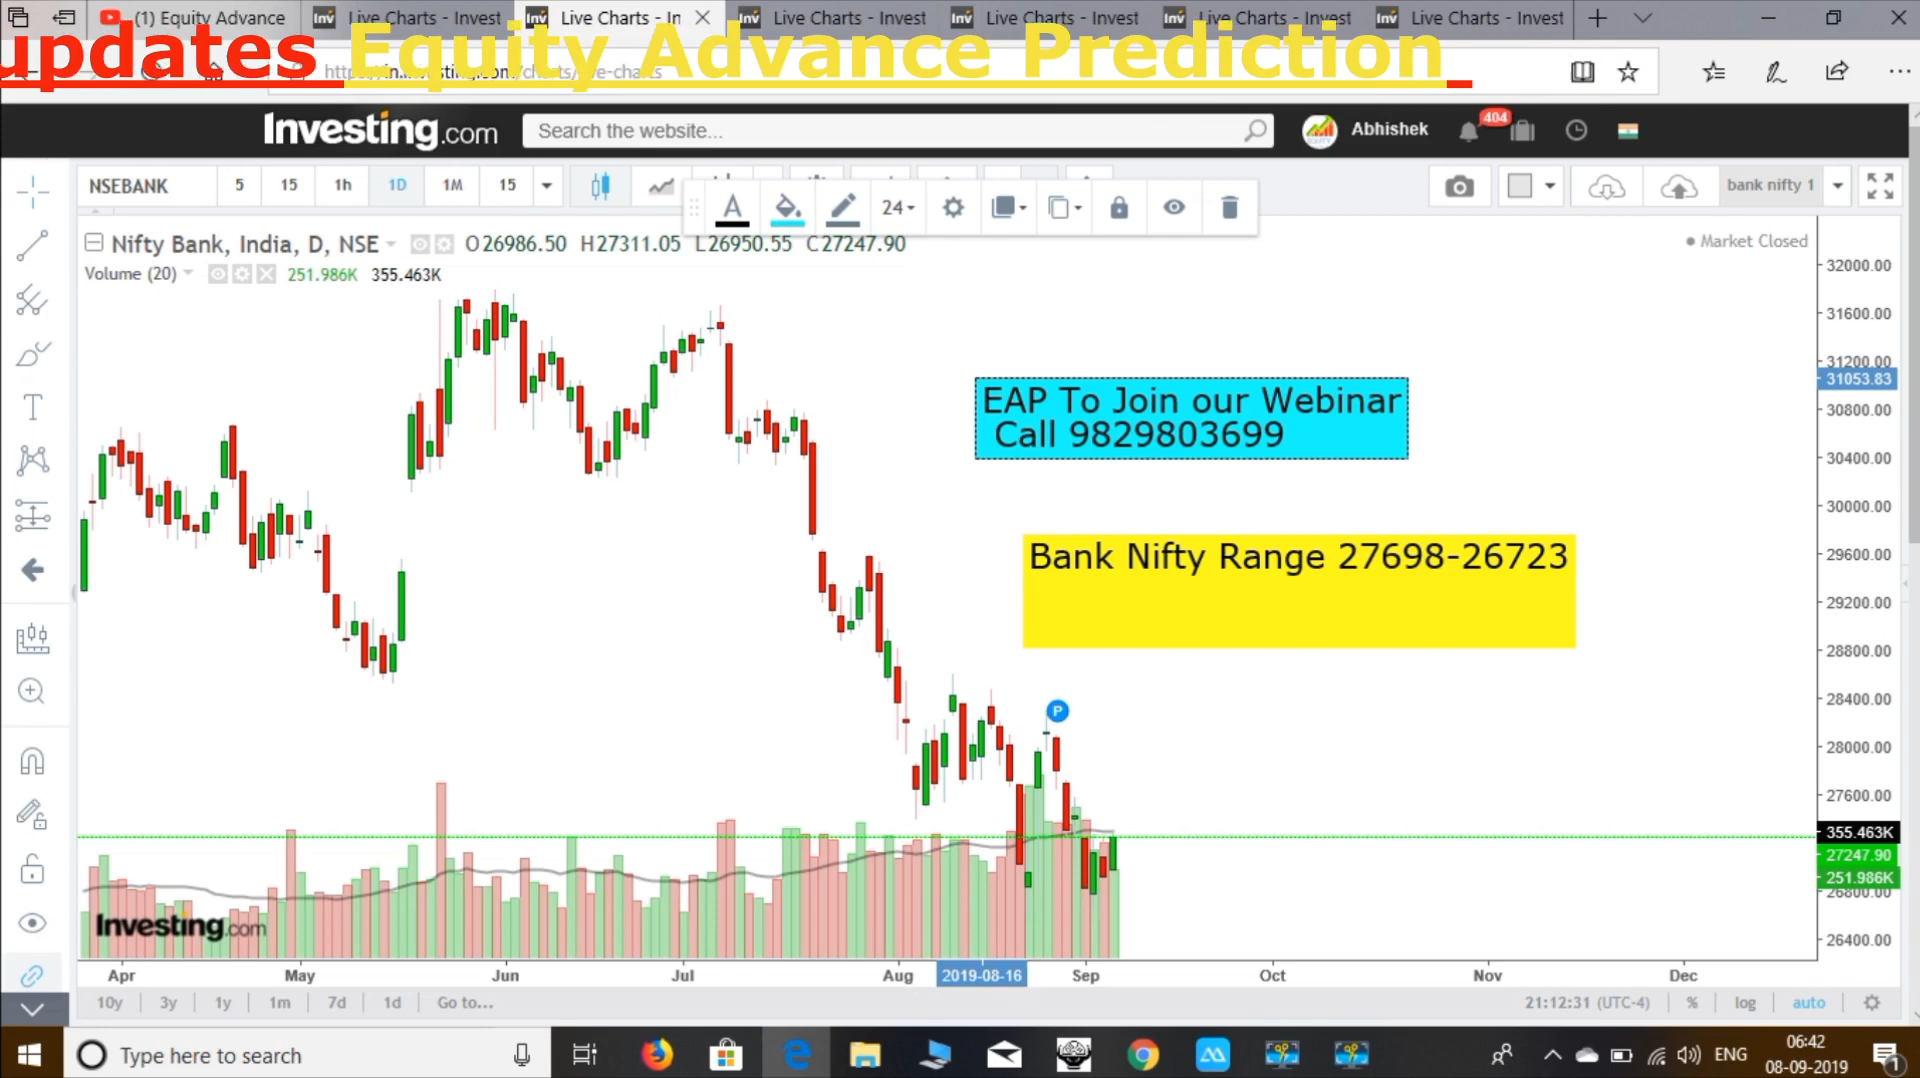 (1) Equity Advance
Live Charts - Invest
Live Charts - In
Live Charts - Invest
Live Charts - Invest
Live Charts - Invest
Live Charts - Invest
updates Equity Advance Prediction
Investing.com
Search the website...
Abhishek
404
NSEBANK
5
15
1h
1D
1M
15
24
bank nifty 1
Nifty Bank, India, D, NSE
O26986.50 H27311.05 L26950.55 C27247.90
Market Closed
Volume (20)
251.986K 355.463K
32000.00
31600.00
31200.00
31053.83
30800.00
30400.00
30000.00
29600.00
29200.00
28800.00
28400.00
28000.00
27600.00
355.463K
27247.90
251.986K
26800.00
26400.00
EAP To Join our Webinar
Call 9829803699
Bank Nifty Range 27698-26723
P
Investing.com
Apr
May
Jun
Jul
Aug
2019-08-16
Sep
Oct
Nov
Dec
10y
3y
1y
1m
7d
1d
Go to...
21:12:31 (UTC-4)
%
log
auto
Type here to search
ENG
06:42
08-09-2019
1